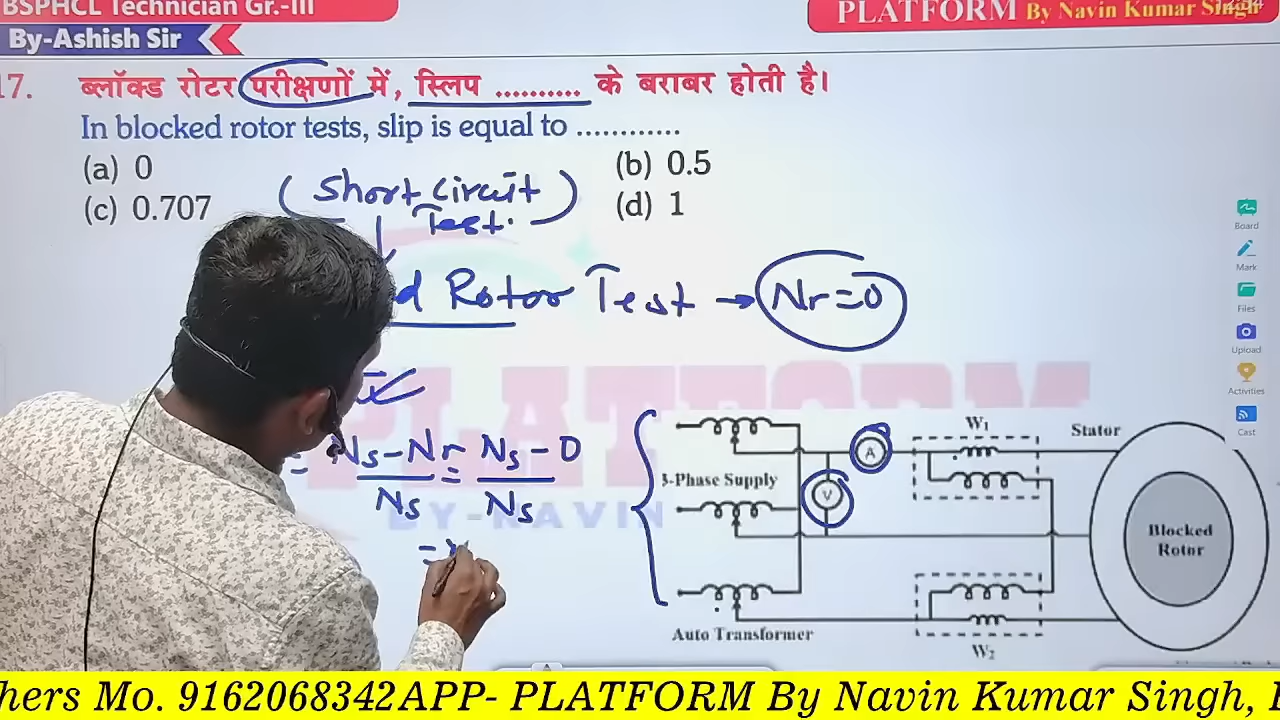 BSPHCL Technician Gr.-III
PLATFORM By Navin Kumar Singh
By-Ashish Sir
17. ब्लॉक्ड रोटर परीक्षणों में, स्लिप ........... के बराबर होती है।
In blocked rotor tests, slip is equal to ............
(a) 0
(b) 0.5
(c) 0.707
(d) 1
(Short Circuit
Test.)
Rotor Test → Nr=0
= Ns-Nr = Ns-0
Ns Ns
=
PLATFORM
BY-NAVIN
W₁
Stator
A
3-Phase Supply
V
Blocked
Rotor
Auto Transformer
W₂
Board
Mark
Files
Upload
Activities
Cast
hers Mo. 9162068342APP- PLATFORM By Navin Kumar Singh,